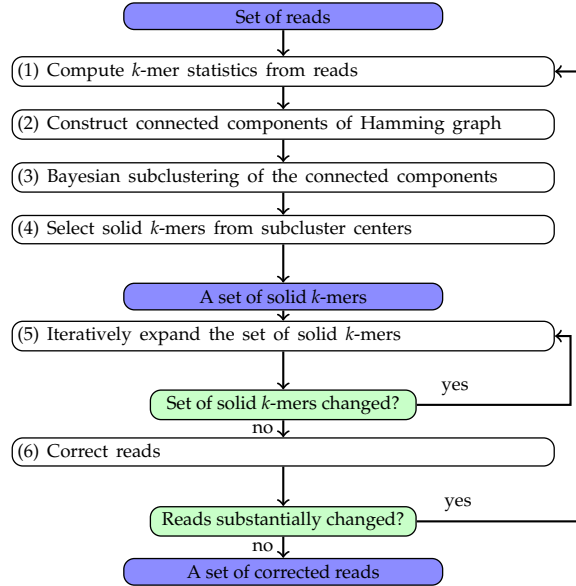 Set of reads
(1) Compute k-mer statistics from reads
(2) Construct connected components of Hamming graph
(3) Bayesian subclustering of the connected components
(4) Select solid k-mers from subcluster centers
A set of solid k-mers
(5) Iteratively expand the set of solid k-mers
yes
Set of solid k-mers changed?
no
(6) Correct reads
yes
Reads substantially changed?
no
A set of corrected reads